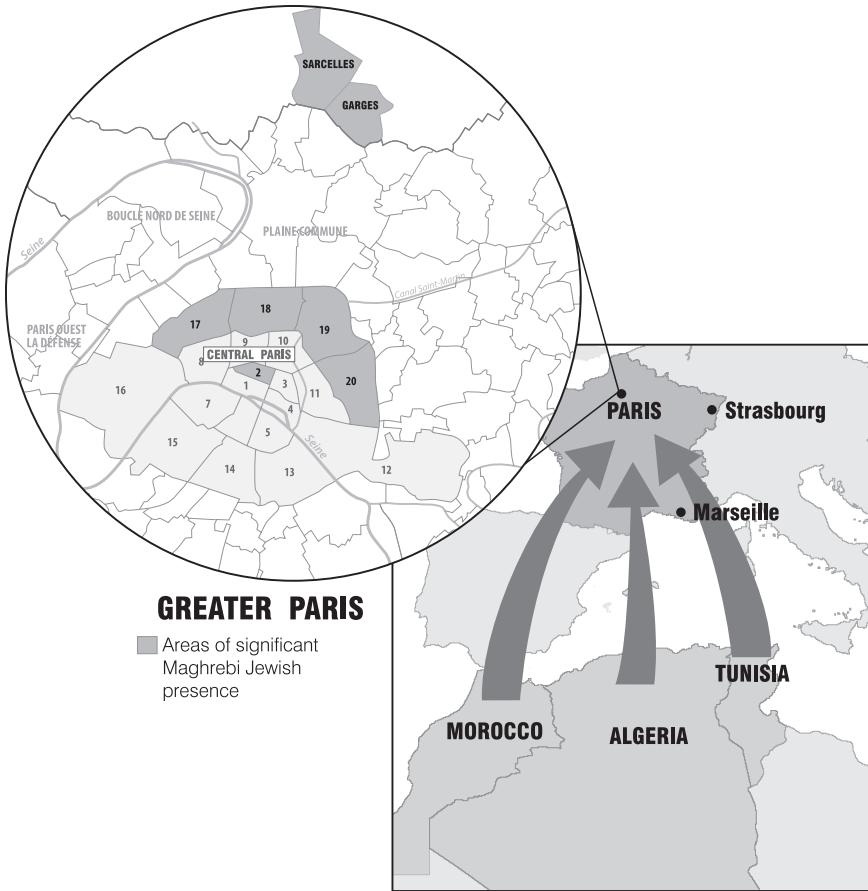 SARCELLES
GARGES
BOUCLE NORD DE SEINE
PLAINE COMMUNE
Seine
Canal Saint-Martin
PARIS OUEST
LA DÉFENSE
17
18
19
9
10
CENTRAL PARIS
8
2
20
16
1
3
11
7
4
5
Seine
15
14
13
12
GREATER PARIS
Areas of significant
Maghrebi Jewish
presence
PARIS
Strasbourg
Marseille
MOROCCO
ALGERIA
TUNISIA